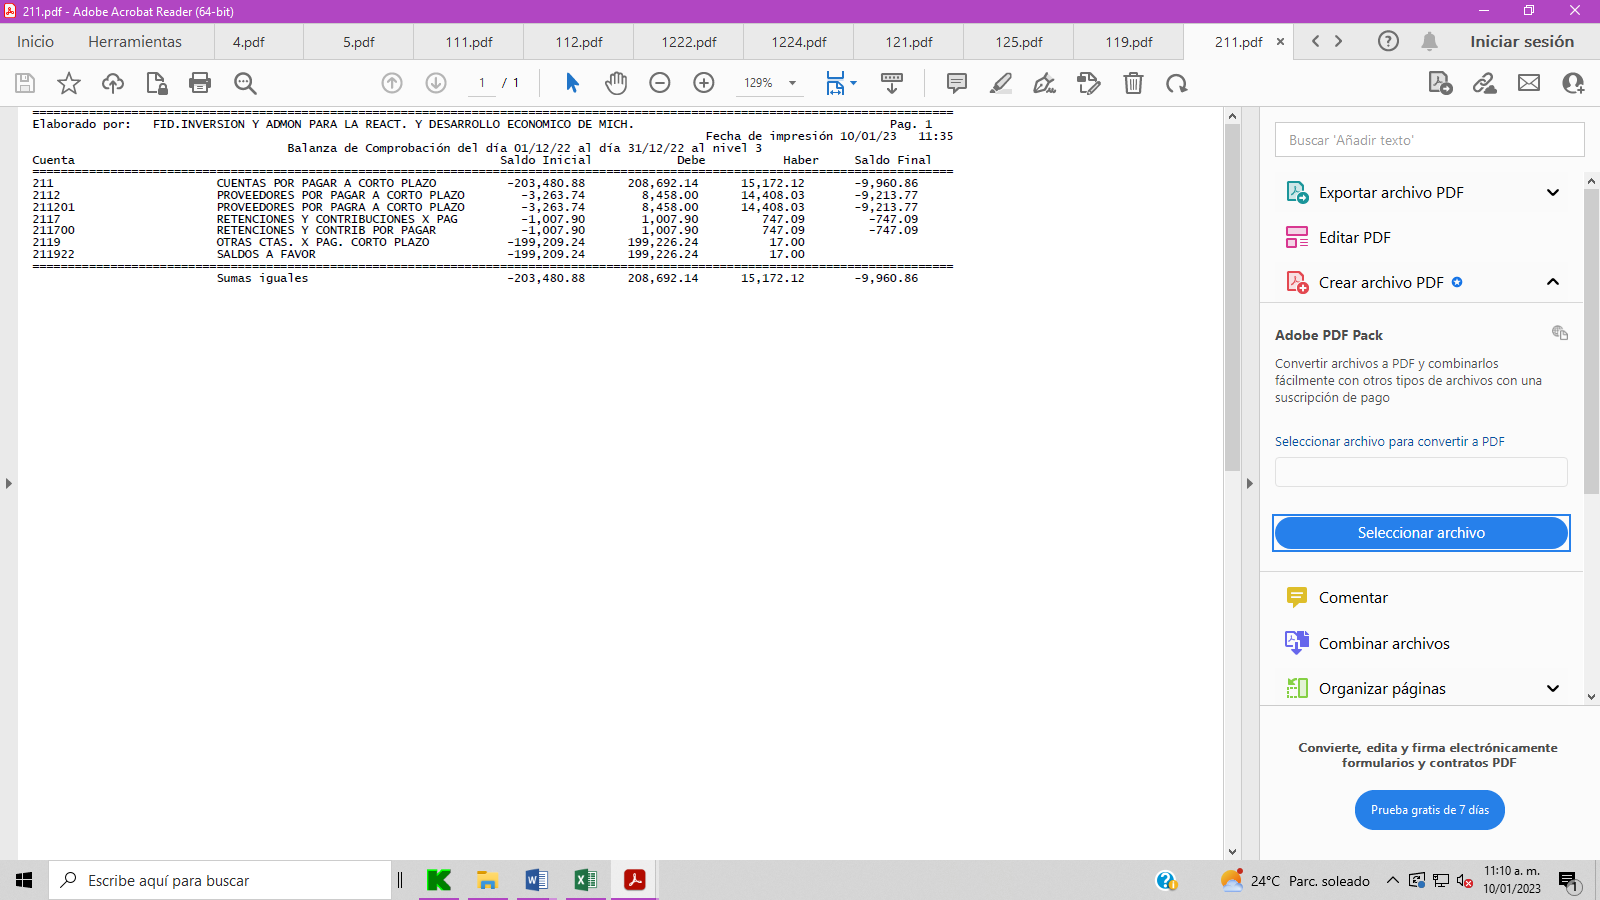 211.pdf - Adobe Acrobat Reader (64-bit)
Inicio Herramientas 4.pdf 5.pdf 111.pdf 112.pdf 1222.pdf 1224.pdf 121.pdf 125.pdf 119.pdf 211.pdf × Iniciar sesión
1 / 1 129%
Elaborado por: FID.INVERSION Y ADMON PARA LA REACT. Y DESARROLLO ECONOMICO DE MICH. Pag. 1
Fecha de impresión 10/01/23 11:35
Balanza de Comprobación del día 01/12/22 al día 31/12/22 al nivel 3
Cuenta Saldo Inicial Debe Haber Saldo Final
211 CUENTAS POR PAGAR A CORTO PLAZO -203,480.88 208,692.14 15,172.12 -9,960.86
2112 PROVEEDORES POR PAGAR A CORTO PLAZO -3,263.74 8,458.00 14,408.03 -9,213.77
211201 PROVEEDORES POR PAGRA A CORTO PLAZO -3,263.74 8,458.00 14,408.03 -9,213.77
2117 RETENCIONES Y CONTRIBUCIONES X PAG -1,007.90 1,007.90 747.09 -747.09
211700 RETENCIONES Y CONTRIB POR PAGAR -1,007.90 1,007.90 747.09 -747.09
2119 OTRAS CTAS. X PAG. CORTO PLAZO -199,209.24 199,226.24 17.00
211922 SALDOS A FAVOR -199,209.24 199,226.24 17.00
Sumas iguales -203,480.88 208,692.14 15,172.12 -9,960.86
Buscar 'Añadir texto'
Exportar archivo PDF
Editar PDF
Crear archivo PDF
Adobe PDF Pack
Convertir archivos a PDF y combinarlos
fácilmente con otros tipos de archivos con una
suscripción de pago
Seleccionar archivo para convertir a PDF
Seleccionar archivo
Comentar
Combinar archivos
Organizar páginas
Convierte, edita y firma electrónicamente
formularios y contratos PDF
Prueba gratis de 7 días
Escribe aquí para buscar
24°C Parc. soleado
11:10 a. m.
10/01/2023
1